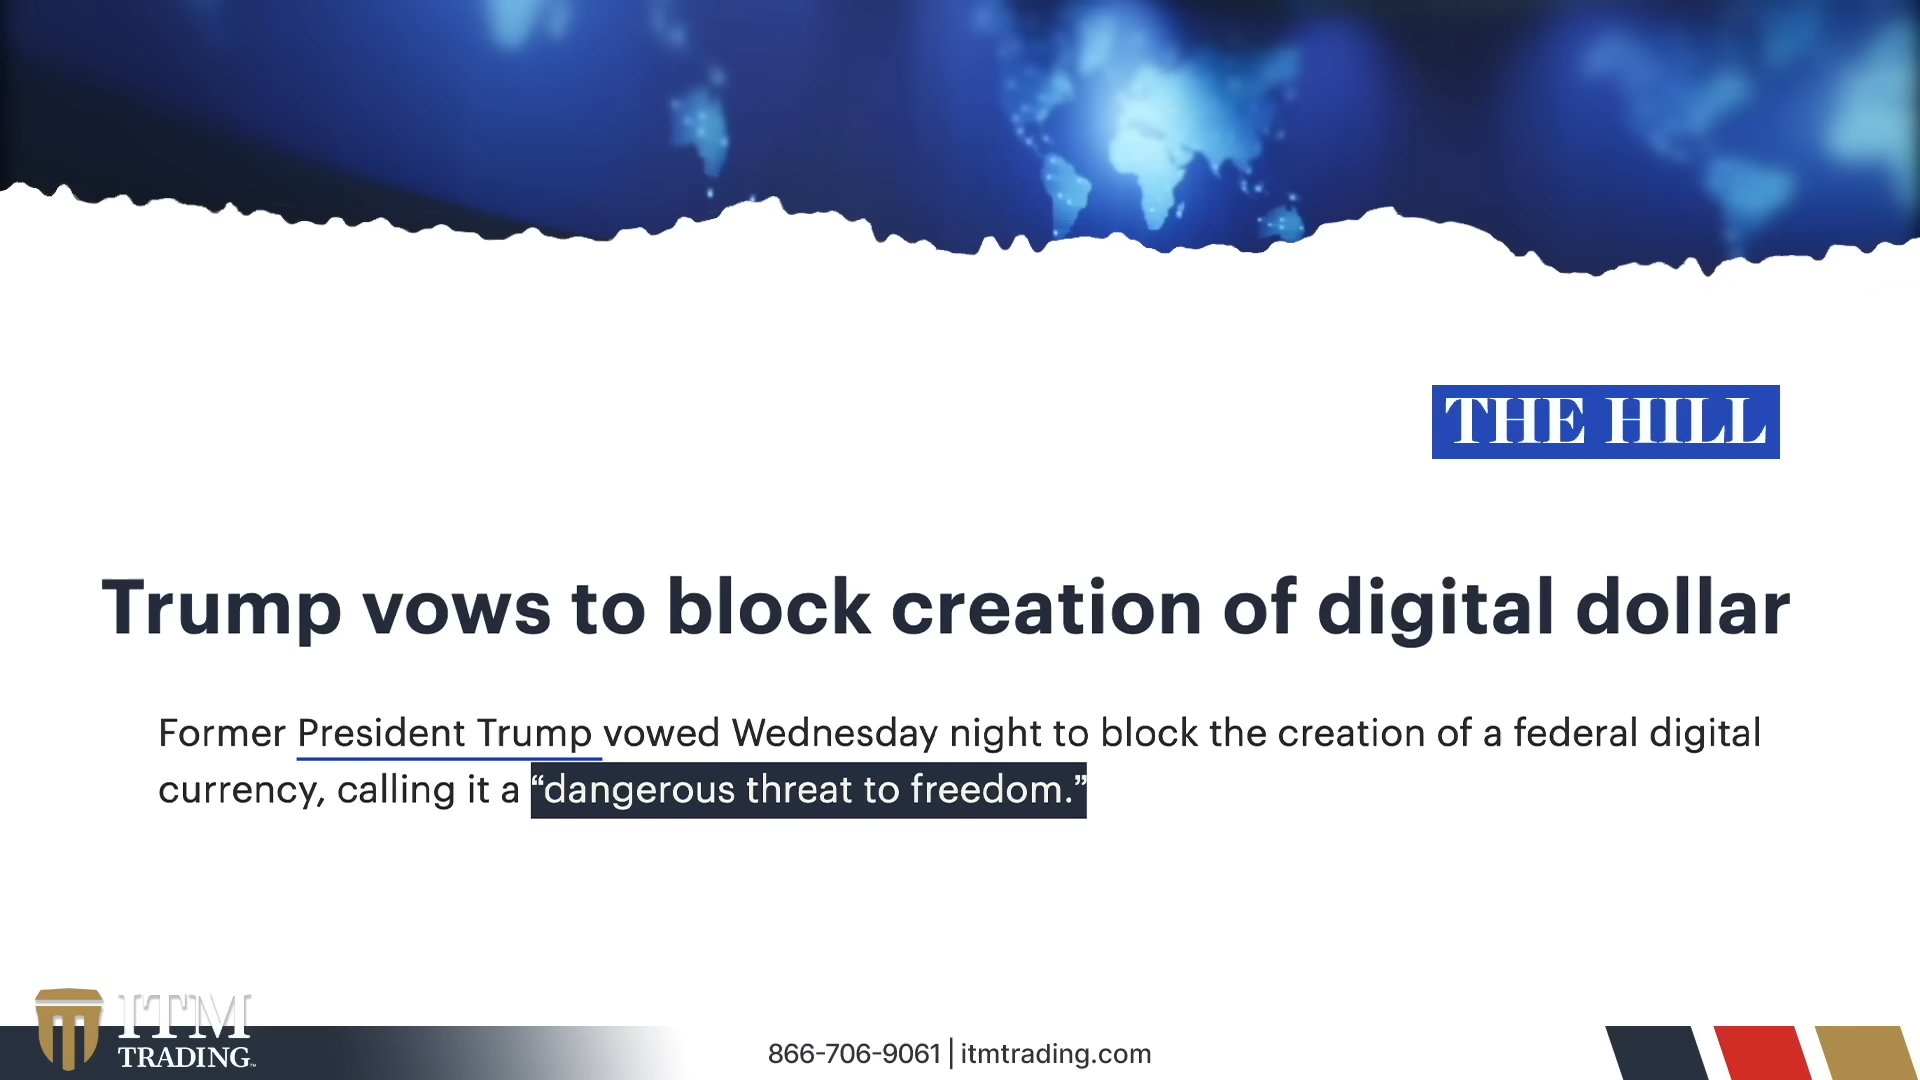 THE HILL
Trump vows to block creation of digital dollar
Former President Trump vowed Wednesday night to block the creation of a federal digital
currency, calling it a “dangerous threat to freedom.”
ITM
TRADING™
866-706-9061 | itmtrading.com